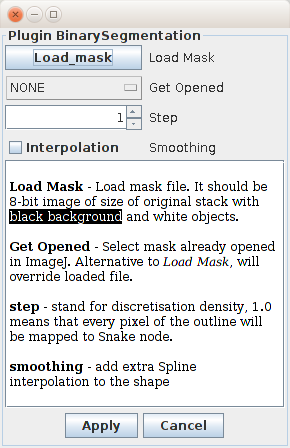 Plugin BinarySegmentation
Load_mask Load Mask
NONE Get Opened
1 Step
Interpolation Smoothing
Load Mask - Load mask file. It should be
8-bit image of size of original stack with
black background and white objects.
Get Opened - Select mask already opened
in ImageJ. Alternative to Load Mask, will
override loaded file.
step - stand for discretisation density, 1.0
means that every pixel of the outline will
be mapped to Snake node.
smoothing - add extra Spline
interpolation to the shape
Apply Cancel